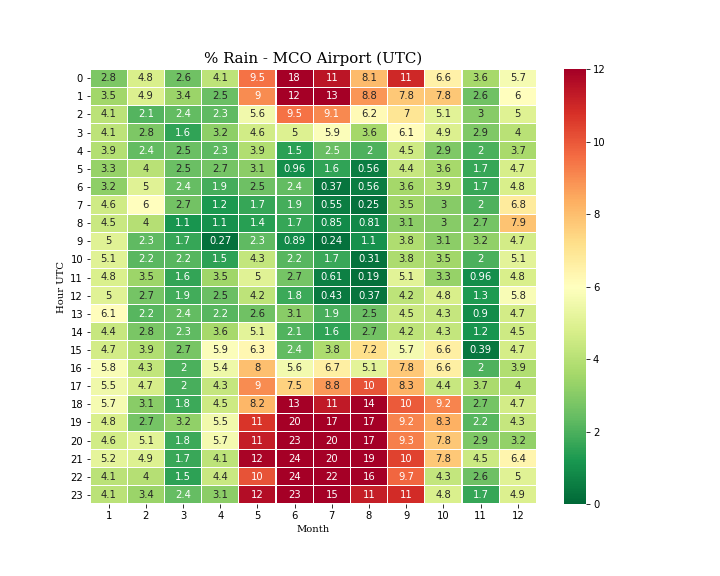 % Rain - MCO Airport (UTC)
0 2.8 4.8 2.6 4.1 9.5 18 11 8.1 11 6.6 3.6 5.7
1 3.5 4.9 3.4 2.5 9 12 13 8.8 7.8 7.8 2.6 6
2 4.1 2.1 2.4 2.3 5.6 9.5 9.1 6.2 7 5.1 3 5
3 4.1 2.8 1.6 3.2 4.6 5 5.9 3.6 6.1 4.9 2.9 4
4 3.9 2.4 2.5 2.3 3.9 1.5 2.5 2 4.5 2.9 2 3.7
5 3.3 4 2.5 2.7 3.1 0.96 1.6 0.56 4.4 3.6 1.7 4.7
6 3.2 5 2.4 1.9 2.5 2.4 0.37 0.56 3.6 3.9 1.7 4.8
7 4.6 6 2.7 1.2 1.7 1.9 0.55 0.25 3.5 3 2 6.8
8 4.5 4 1.1 1.1 1.4 1.7 0.85 0.81 3.1 3 2.7 7.9
9 5 2.3 1.7 0.27 2.3 0.89 0.24 1.1 3.8 3.1 3.2 4.7
10 5.1 2.2 2.2 1.5 4.3 2.2 1.7 0.31 3.8 3.5 2 5.1
11 4.8 3.5 1.6 3.5 5 2.7 0.61 0.19 5.1 3.3 0.96 4.8
12 5 2.7 1.9 2.5 4.2 1.8 0.43 0.37 4.2 4.8 1.3 5.8
13 6.1 2.2 2.4 2.2 2.6 3.1 1.9 2.5 4.5 4.3 0.9 4.7
14 4.4 2.8 2.3 3.6 5.1 2.1 1.6 2.7 4.2 4.3 1.2 4.5
15 4.7 3.9 2.7 5.9 6.3 2.4 3.8 7.2 5.7 6.6 0.39 4.7
16 5.8 4.3 2 5.4 8 5.6 6.7 5.1 7.8 6.6 2 3.9
17 5.5 4.7 2 4.3 9 7.5 8.8 10 8.3 4.4 3.7 4
18 5.7 3.1 1.8 4.5 8.2 13 11 14 10 9.2 2.7 4.7
19 4.8 2.7 3.2 5.5 11 20 17 17 9.2 8.3 2.2 4.3
20 4.6 5.1 1.8 5.7 11 23 20 17 9.3 7.8 2.9 3.2
21 5.2 4.9 1.7 4.1 12 24 20 19 10 7.8 4.5 6.4
22 4.1 4 1.5 4.4 10 24 22 16 9.7 4.3 2.6 5
23 4.1 3.4 2.4 3.1 12 23 15 11 11 4.8 1.7 4.9
1 2 3 4 5 6 7 8 9 10 11 12
Month
Hour UTC
12
10
8
6
4
2
0